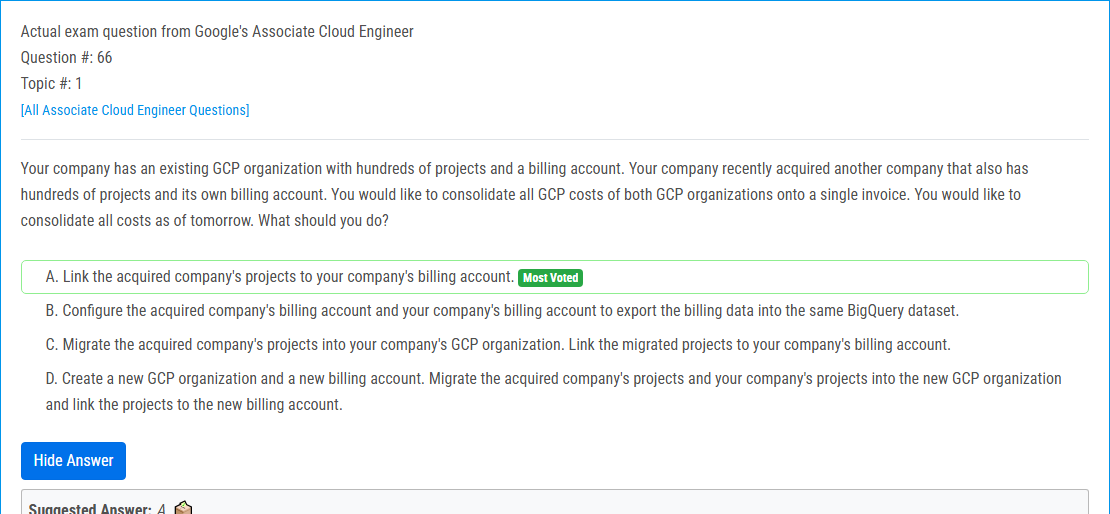 Actual exam question from Google's Associate Cloud Engineer
Question #: 66
Topic #: 1
[All Associate Cloud Engineer Questions]
Your company has an existing GCP organization with hundreds of projects and a billing account. Your company recently acquired another company that also has
hundreds of projects and its own billing account. You would like to consolidate all GCP costs of both GCP organizations onto a single invoice. You would like to
consolidate all costs as of tomorrow. What should you do?
A. Link the acquired company's projects to your company's billing account. Most Voted
B. Configure the acquired company's billing account and your company's billing account to export the billing data into the same BigQuery dataset.
C. Migrate the acquired company's projects into your company's GCP organization. Link the migrated projects to your company's billing account.
D. Create a new GCP organization and a new billing account. Migrate the acquired company's projects and your company's projects into the new GCP organization
and link the projects to the new billing account.
Hide Answer
Suggested Answer: A